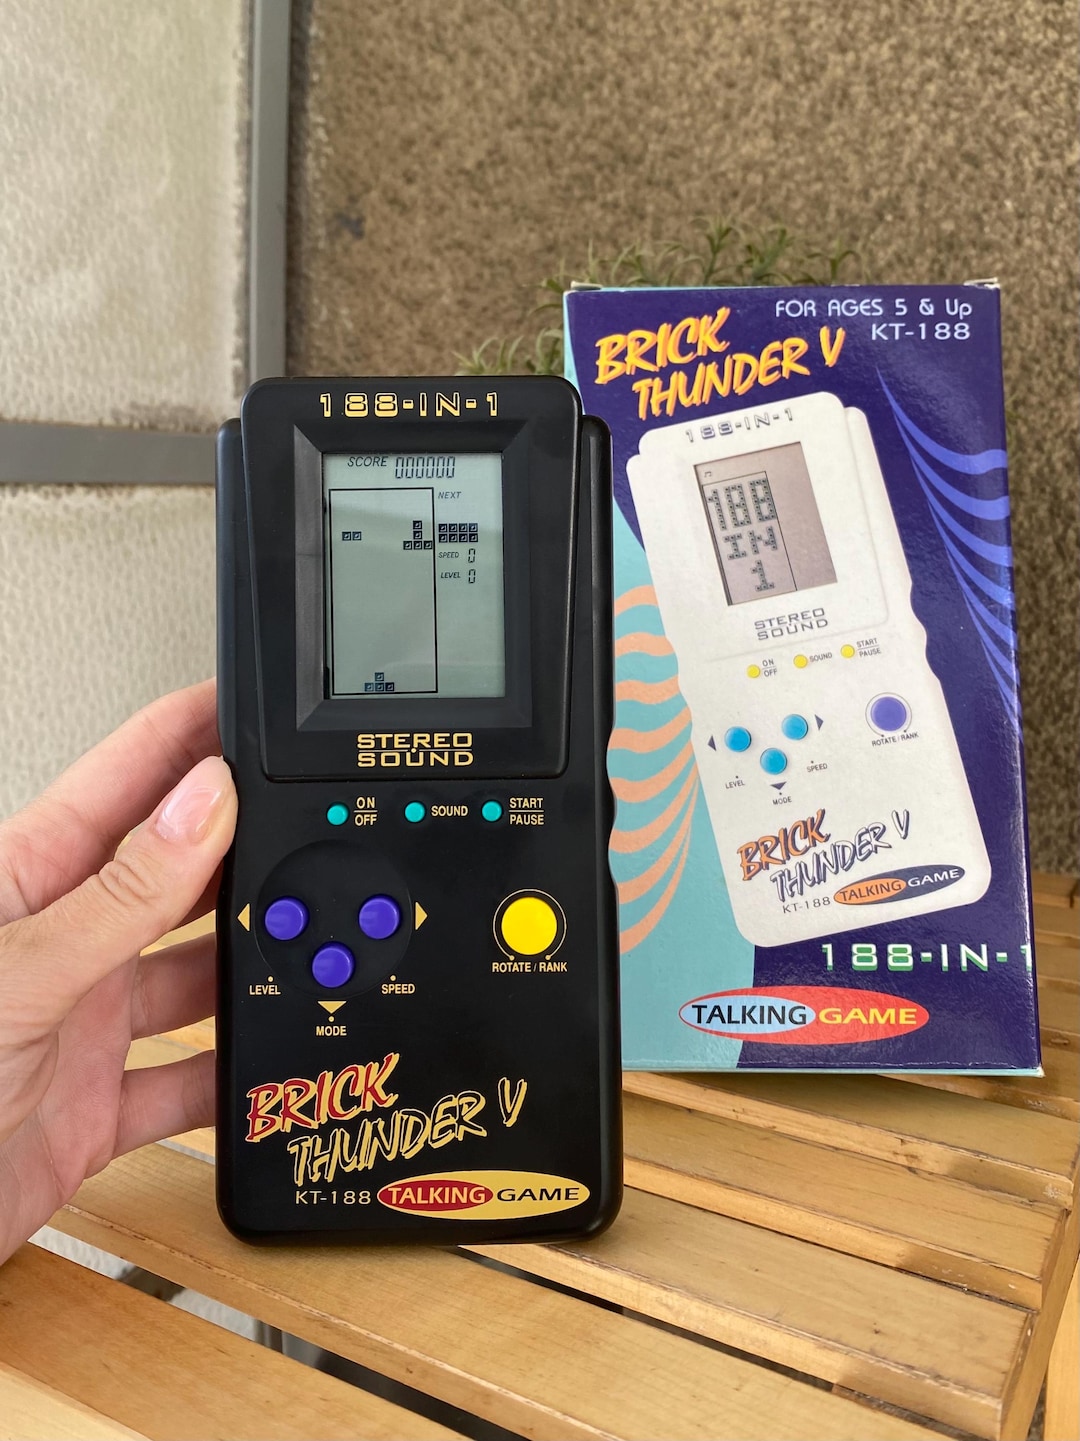 188-IN-1
SCORE 000000
NEXT
SPEED 0
LEVEL 0
STEREO
SOUND
ON
OFF
SOUND
START
PAUSE
LEVEL
SPEED
MODE
ROTATE / RANK
BRICK
THUNDER V
KT-188 TALKING GAME
FOR AGES 5 & Up
KT-188
BRICK
THUNDER V
188-IN-1
188
IN
1
STEREO
SOUND
ON
OFF
SOUND
START
PAUSE
ROTATE / RANK
LEVEL
SPEED
MODE
BRICK
THUNDER V
KT-188 TALKING GAME
188-IN-1
TALKING GAME